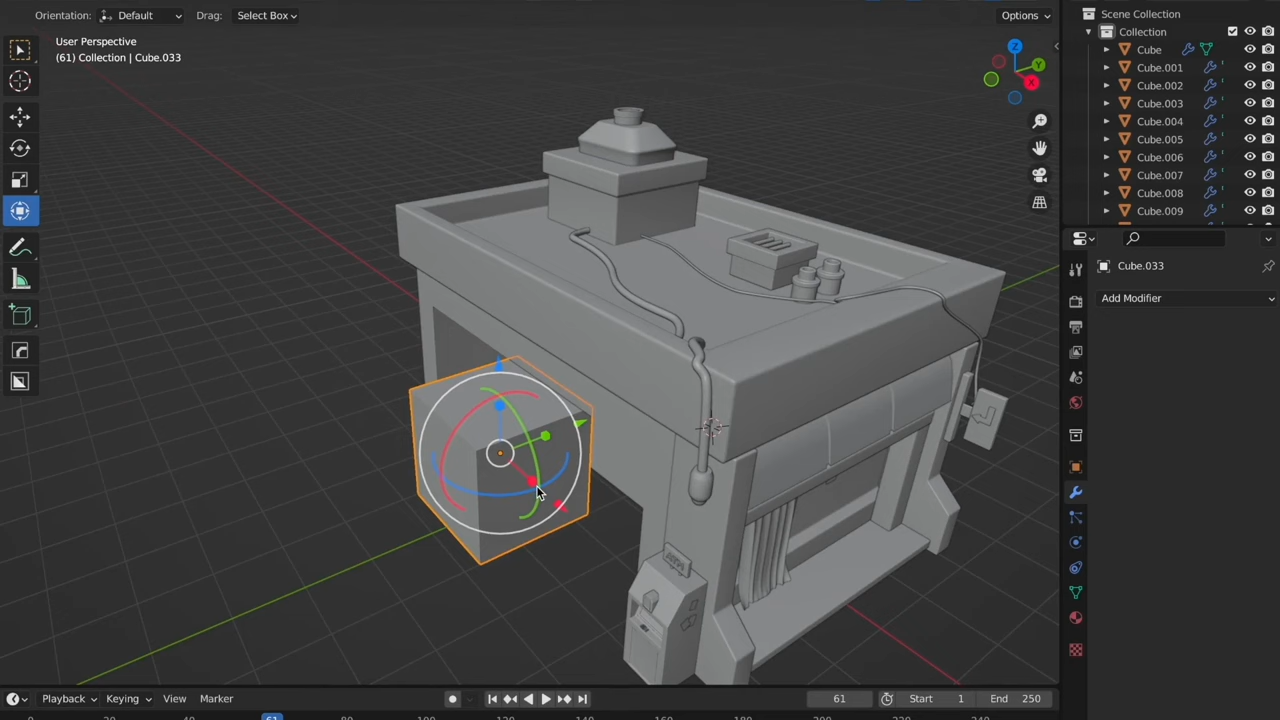 Orientation: Default Drag: Select Box Options
User Perspective
(61) Collection | Cube.033
Z
Y
X
Scene Collection
Collection
Cube
Cube.001
Cube.002
Cube.003
Cube.004
Cube.005
Cube.006
Cube.007
Cube.008
Cube.009
Cube.033
Add Modifier
ATM
Playback Keying View Marker
61 Start 1 End 250